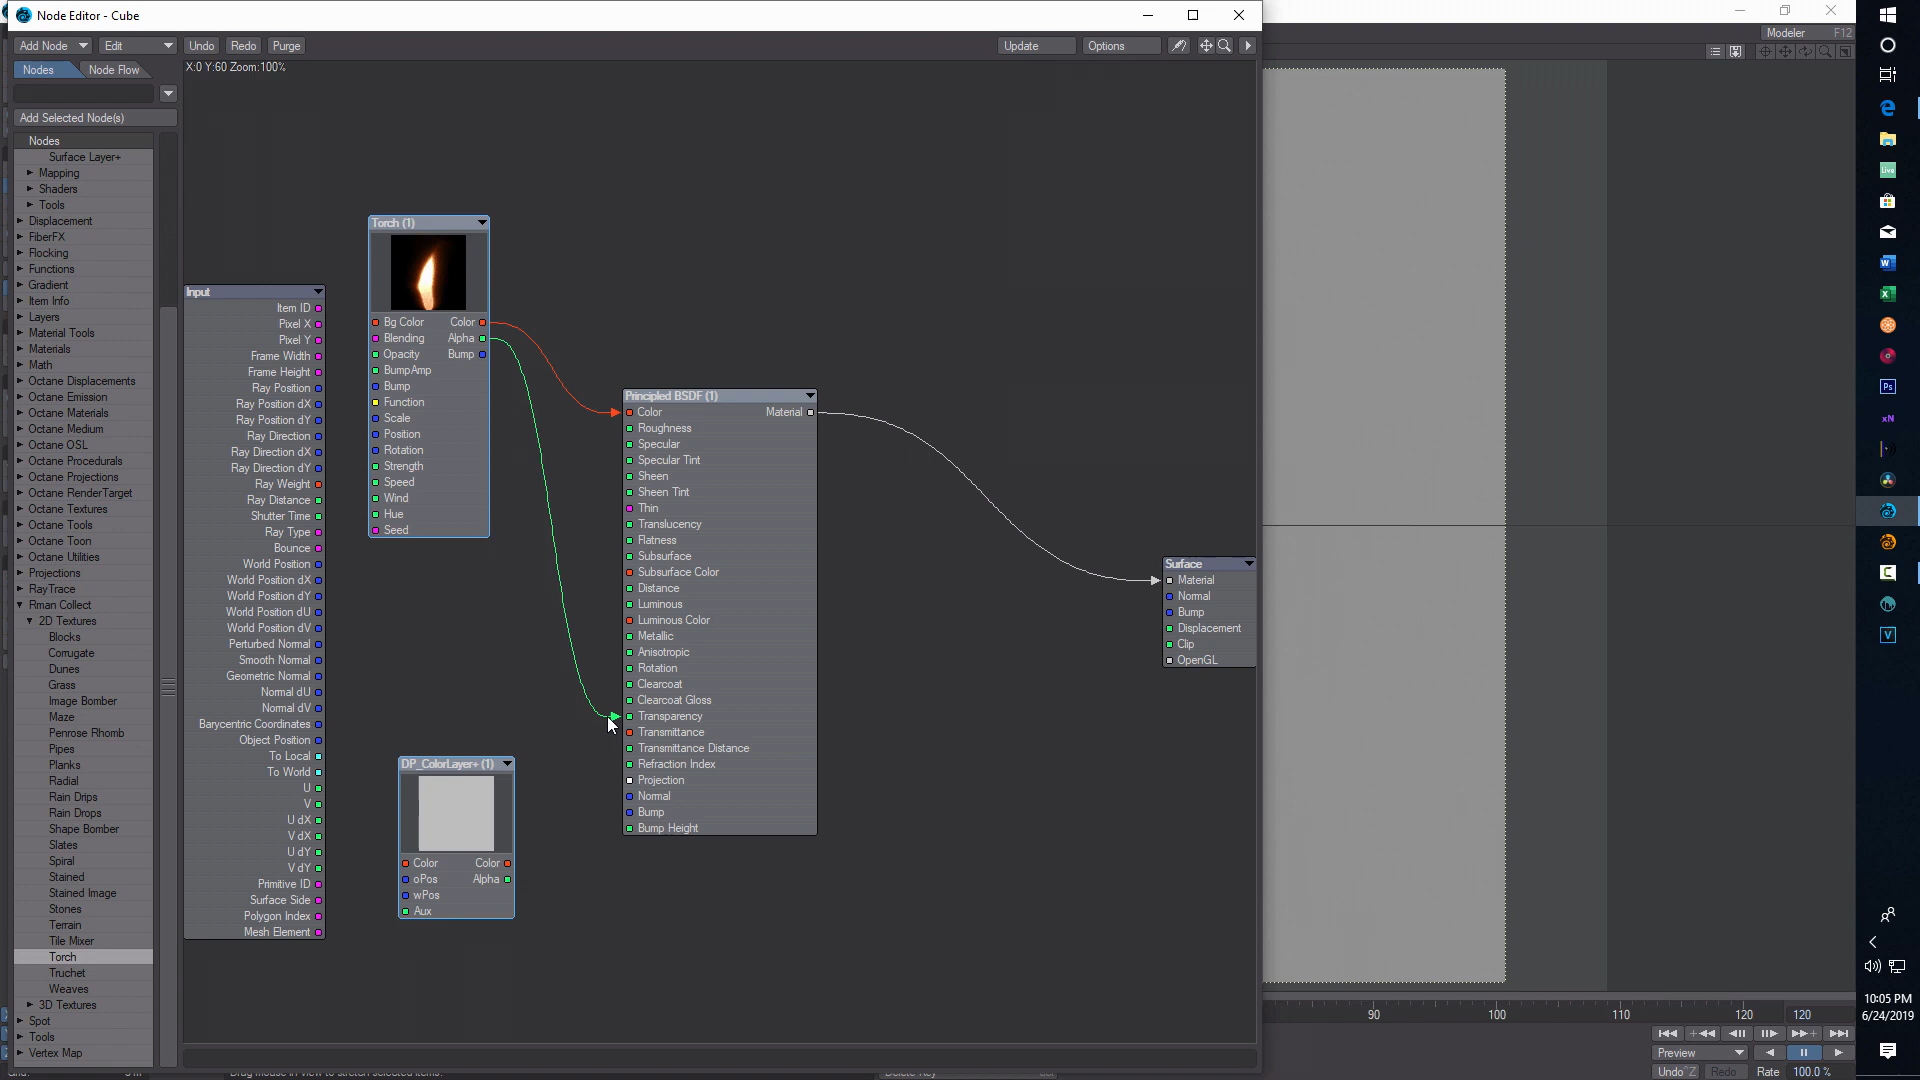 Node Editor - Cube
Modeler F12
Add Node Edit Undo Redo Purge Update Options
Nodes Node Flow
X:0 Y:60 Zoom:100%
Add Selected Node(s)
Nodes
Surface Layer+
Mapping
Shaders
Tools
Displacement
FiberFX
Flocking
Functions
Gradient
Item Info
Layers
Material Tools
Materials
Math
Octane Displacements
Octane Emission
Octane Materials
Octane Medium
Octane OSL
Octane Procedurals
Octane Projections
Octane RenderTarget
Octane Textures
Octane Tools
Octane Toon
Octane Utilities
Projections
RayTrace
Rman Collect
2D Textures
Blocks
Corrugate
Dunes
Grass
Image Bomber
Maze
Penrose Rhomb
Pipes
Planks
Radial
Rain Drips
Rain Drops
Shape Bomber
Slates
Spiral
Stained
Stained Image
Stones
Terrain
Tile Mixer
Torch
Truchet
Weaves
3D Textures
Spot
Tools
Vertex Map
Input
Item ID
Pixel X
Pixel Y
Frame Width
Frame Height
Ray Position
Ray Position dX
Ray Position dY
Ray Direction
Ray Direction dX
Ray Direction dY
Ray Weight
Ray Distance
Shutter Time
Ray Type
Bounce
World Position
World Position dX
World Position dY
World Position dU
World Position dV
Perturbed Normal
Smooth Normal
Geometric Normal
Normal dU
Normal dV
Barycentric Coordinates
Object Position
To Local
To World
U
V
U dX
V dX
U dY
V dY
Primitive ID
Surface Side
Polygon Index
Mesh Element
Torch (1)
Bg Color Color
Blending Alpha
Opacity Bump
BumpAmp
Bump
Function
Scale
Position
Rotation
Strength
Speed
Wind
Hue
Seed
DP_ColorLayer+ (1)
Color Color
oPos Alpha
wPos
Aux
Principled BSDF (1)
Color Material
Roughness
Specular
Specular Tint
Sheen
Sheen Tint
Thin
Translucency
Flatness
Subsurface
Subsurface Color
Distance
Luminous
Luminous Color
Metallic
Anisotropic
Rotation
Clearcoat
Clearcoat Gloss
Transparency
Transmittance
Transmittance Distance
Refraction Index
Projection
Normal
Bump
Bump Height
Surface
Material
Normal
Bump
Displacement
Clip
OpenGL
90 100 110 120 120
Preview
Undo^Z Redo Rate 100.0 %
Drag mouse in view to stretch selected items.
Live
W
X
Ps
xN
V
10:05 PM
6/24/2019